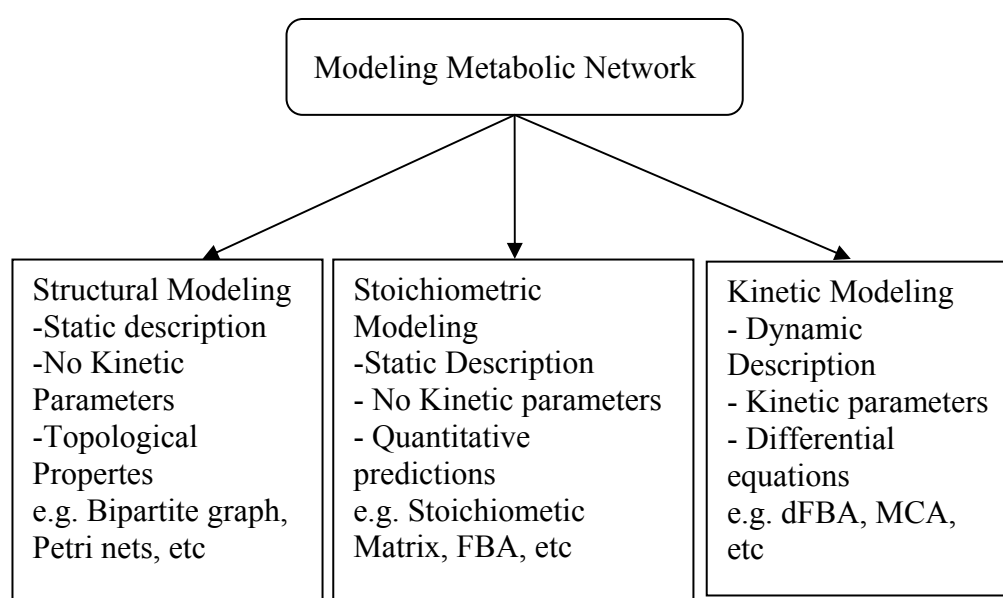 Modeling Metabolic Network
Structural Modeling
-Static description
-No Kinetic
Parameters
-Topological
Propertes
e.g. Bipartite graph,
Petri nets, etc
Stoichiometric
Modeling
-Static Description
- No Kinetic parameters
- Quantitative
predictions
e.g. Stoichiometic
Matrix, FBA, etc
Kinetic Modeling
- Dynamic
Description
- Kinetic parameters
- Differential
equations
e.g. dFBA, MCA,
etc